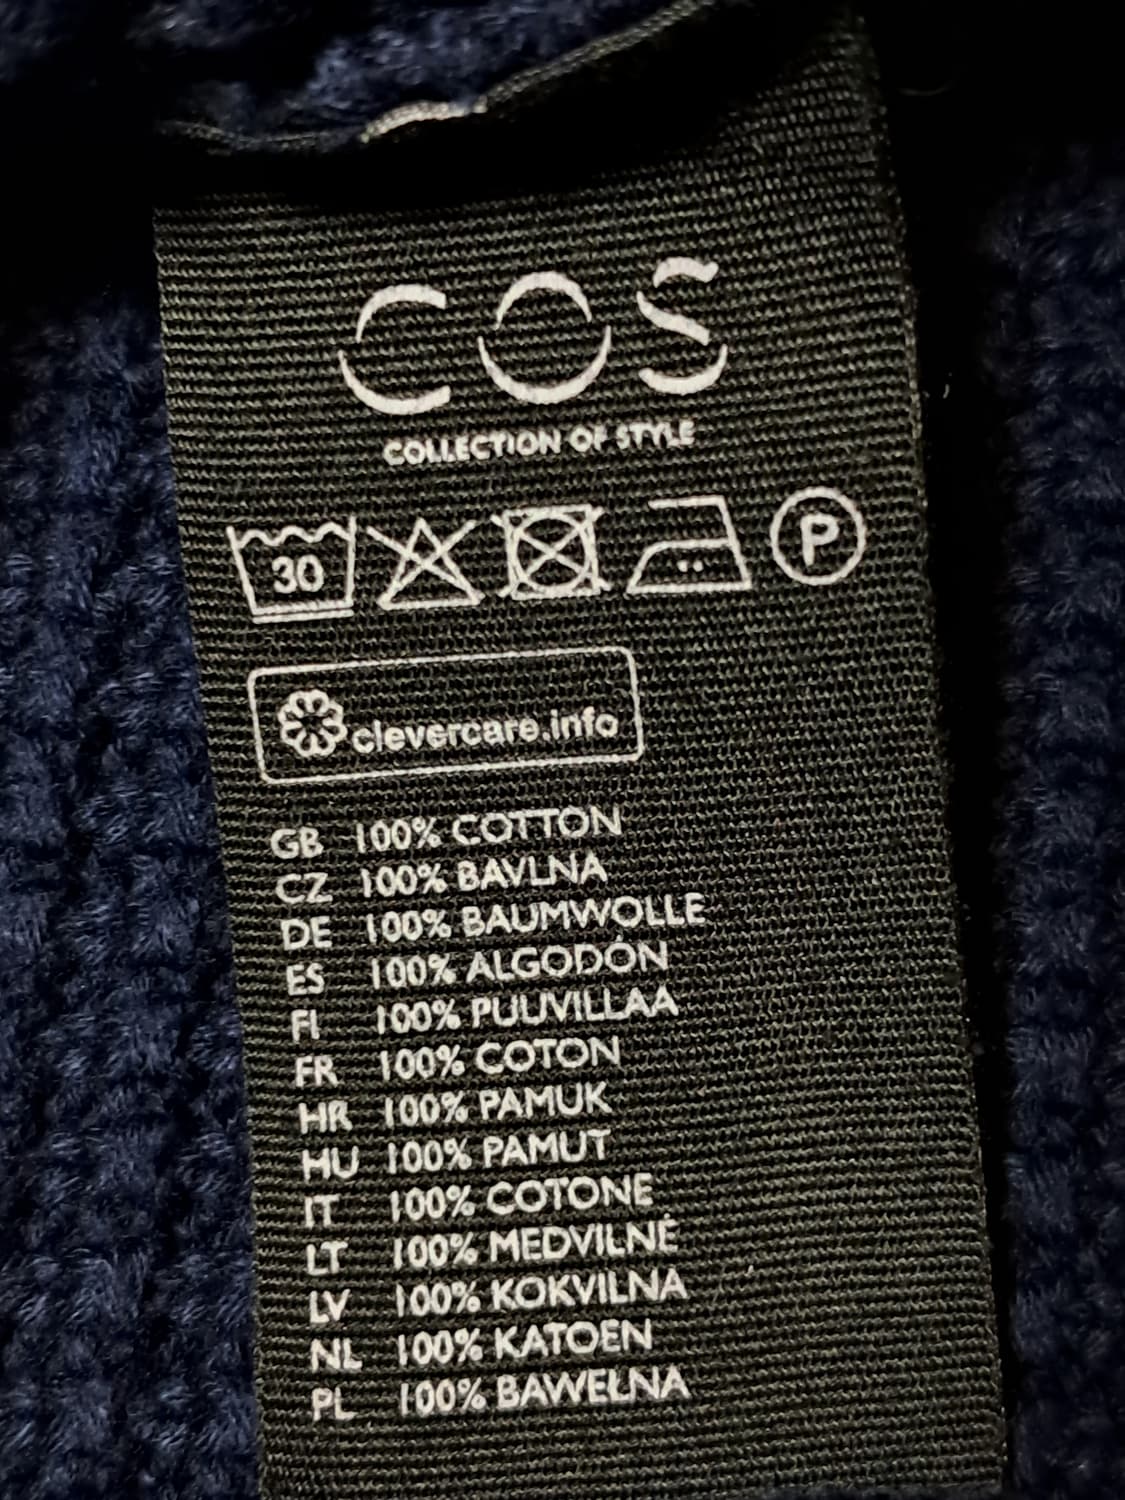 COS
COLLECTION OF STYLE
30 P
clevercare.info
GB 100% COTTON
CZ 100% BAVLNA
DE 100% BAUMWOLLE
ES 100% ALGODÓN
FI 100% PUUVILLAA
FR 100% COTON
HR 100% PAMUK
HU 100% PAMUT
IT 100% COTONE
LT 100% MEDVILNĖ
LV 100% KOKVILNA
NL 100% KATOEN
PL 100% BAWEŁNA